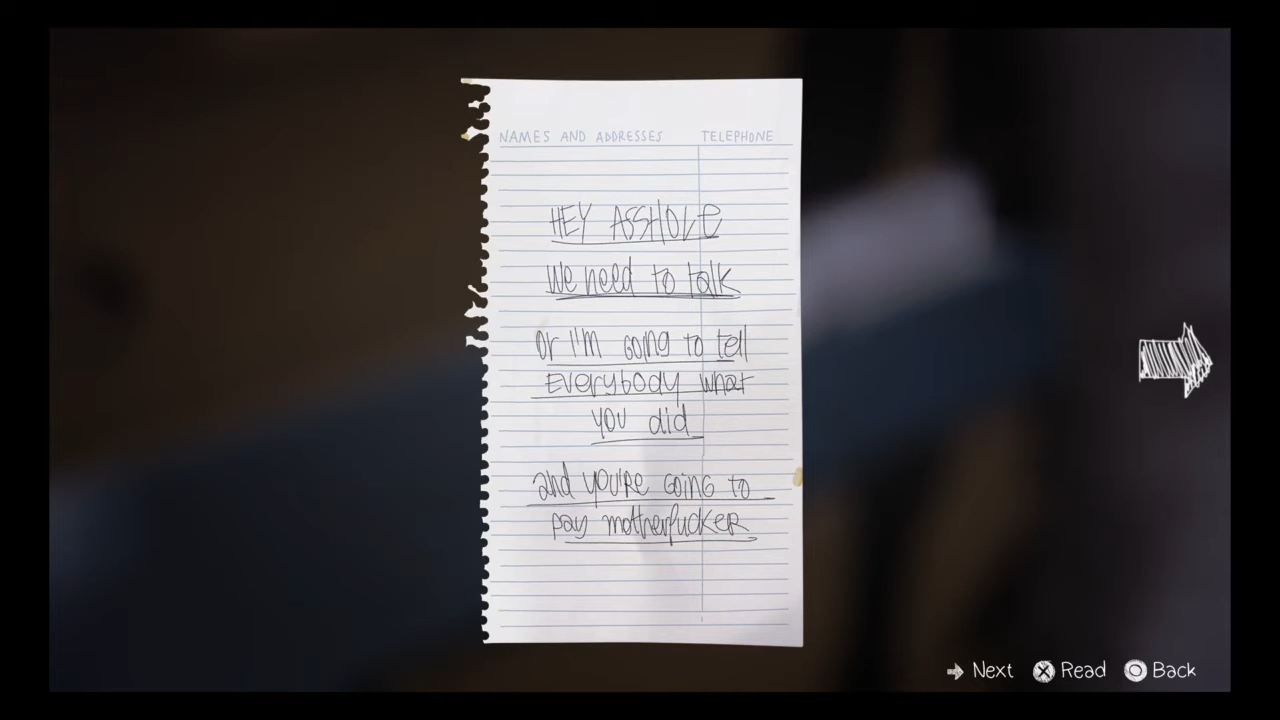 NAMES AND ADDRESSES TELEPHONE
HEY ASSHOLE
We need to talk
Or I'm going to tell
EVERYBODY what
YOU did
and you're GOING to
pay motherfuckER
Next Read Back